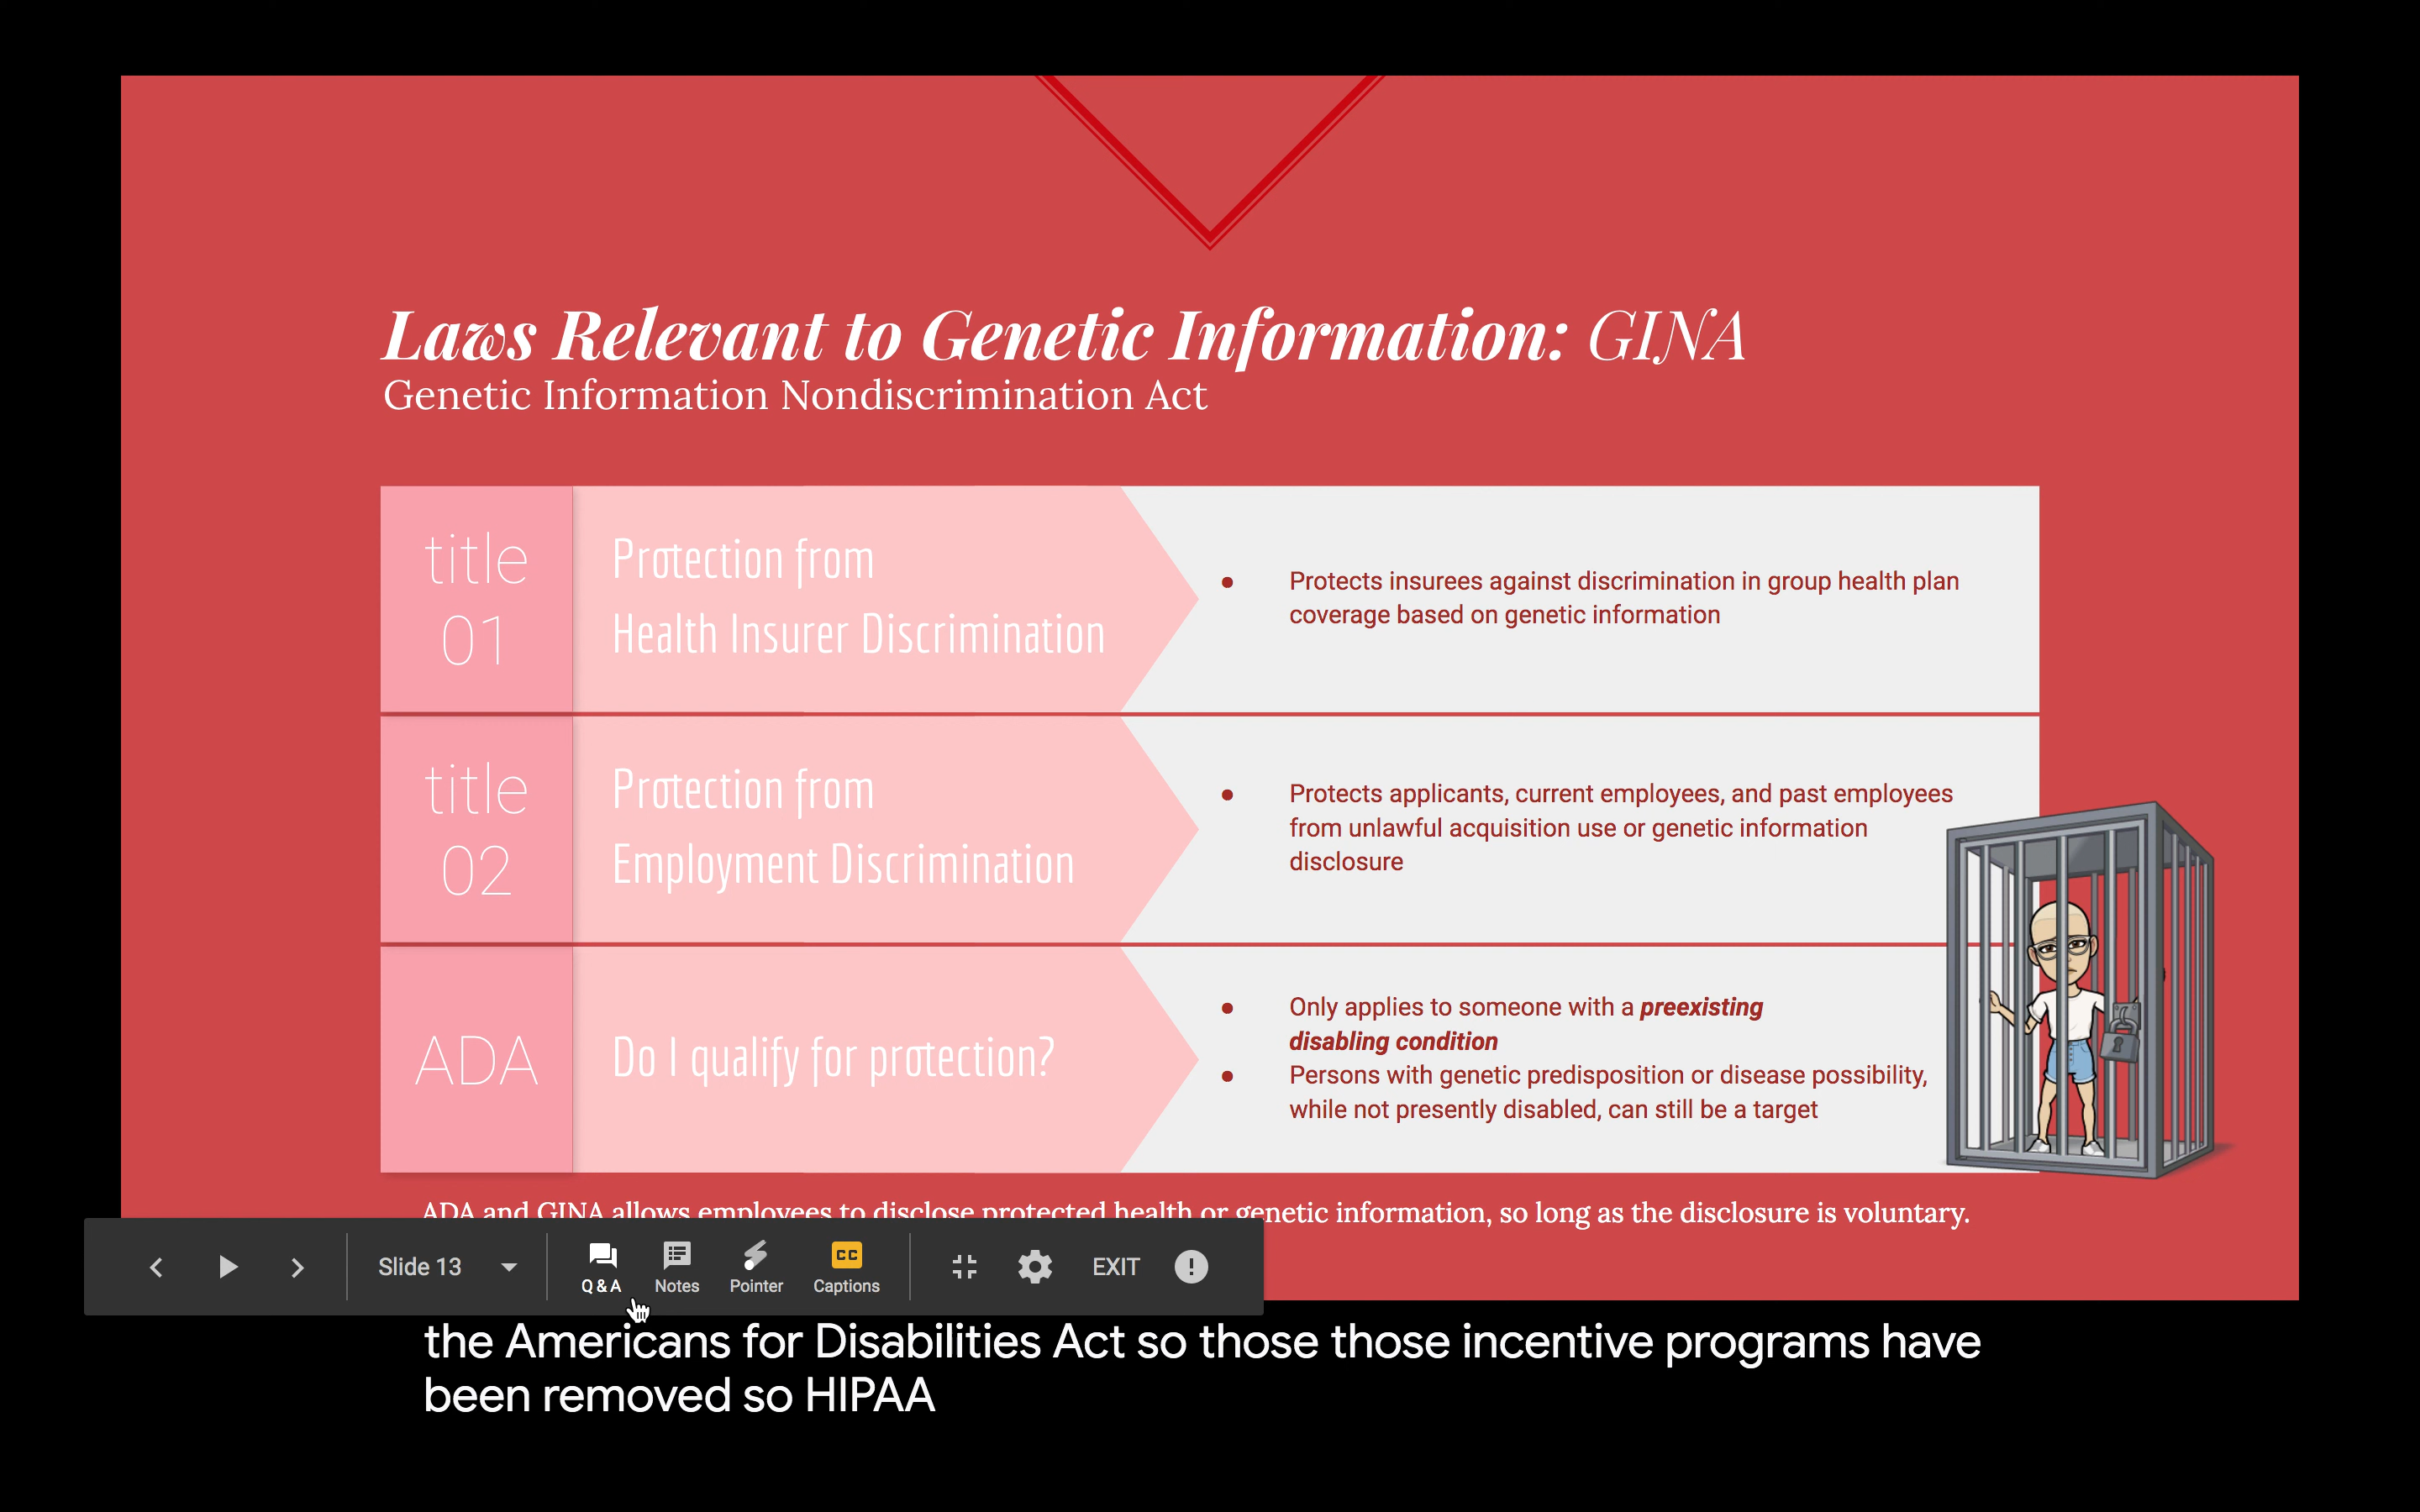 Laws Relevant to Genetic Information: GINA
Genetic Information Nondiscrimination Act
title
01
Protection from
Health Insurer Discrimination
● Protects insurees against discrimination in group health plan
coverage based on genetic information
title
02
Protection from
Employment Discrimination
● Protects applicants, current employees, and past employees
from unlawful acquisition use or genetic information
disclosure
ADA
Do I qualify for protection?
● Only applies to someone with a preexisting
disabling condition
● Persons with genetic predisposition or disease possibility,
while not presently disabled, can still be a target
ADA and GINA allows employees to disclose protected health or genetic information, so long as the disclosure is voluntary.
Slide 13
Q & A
Notes
Pointer
CC
Captions
EXIT
the Americans for Disabilities Act so those those incentive programs have
been removed so HIPAA